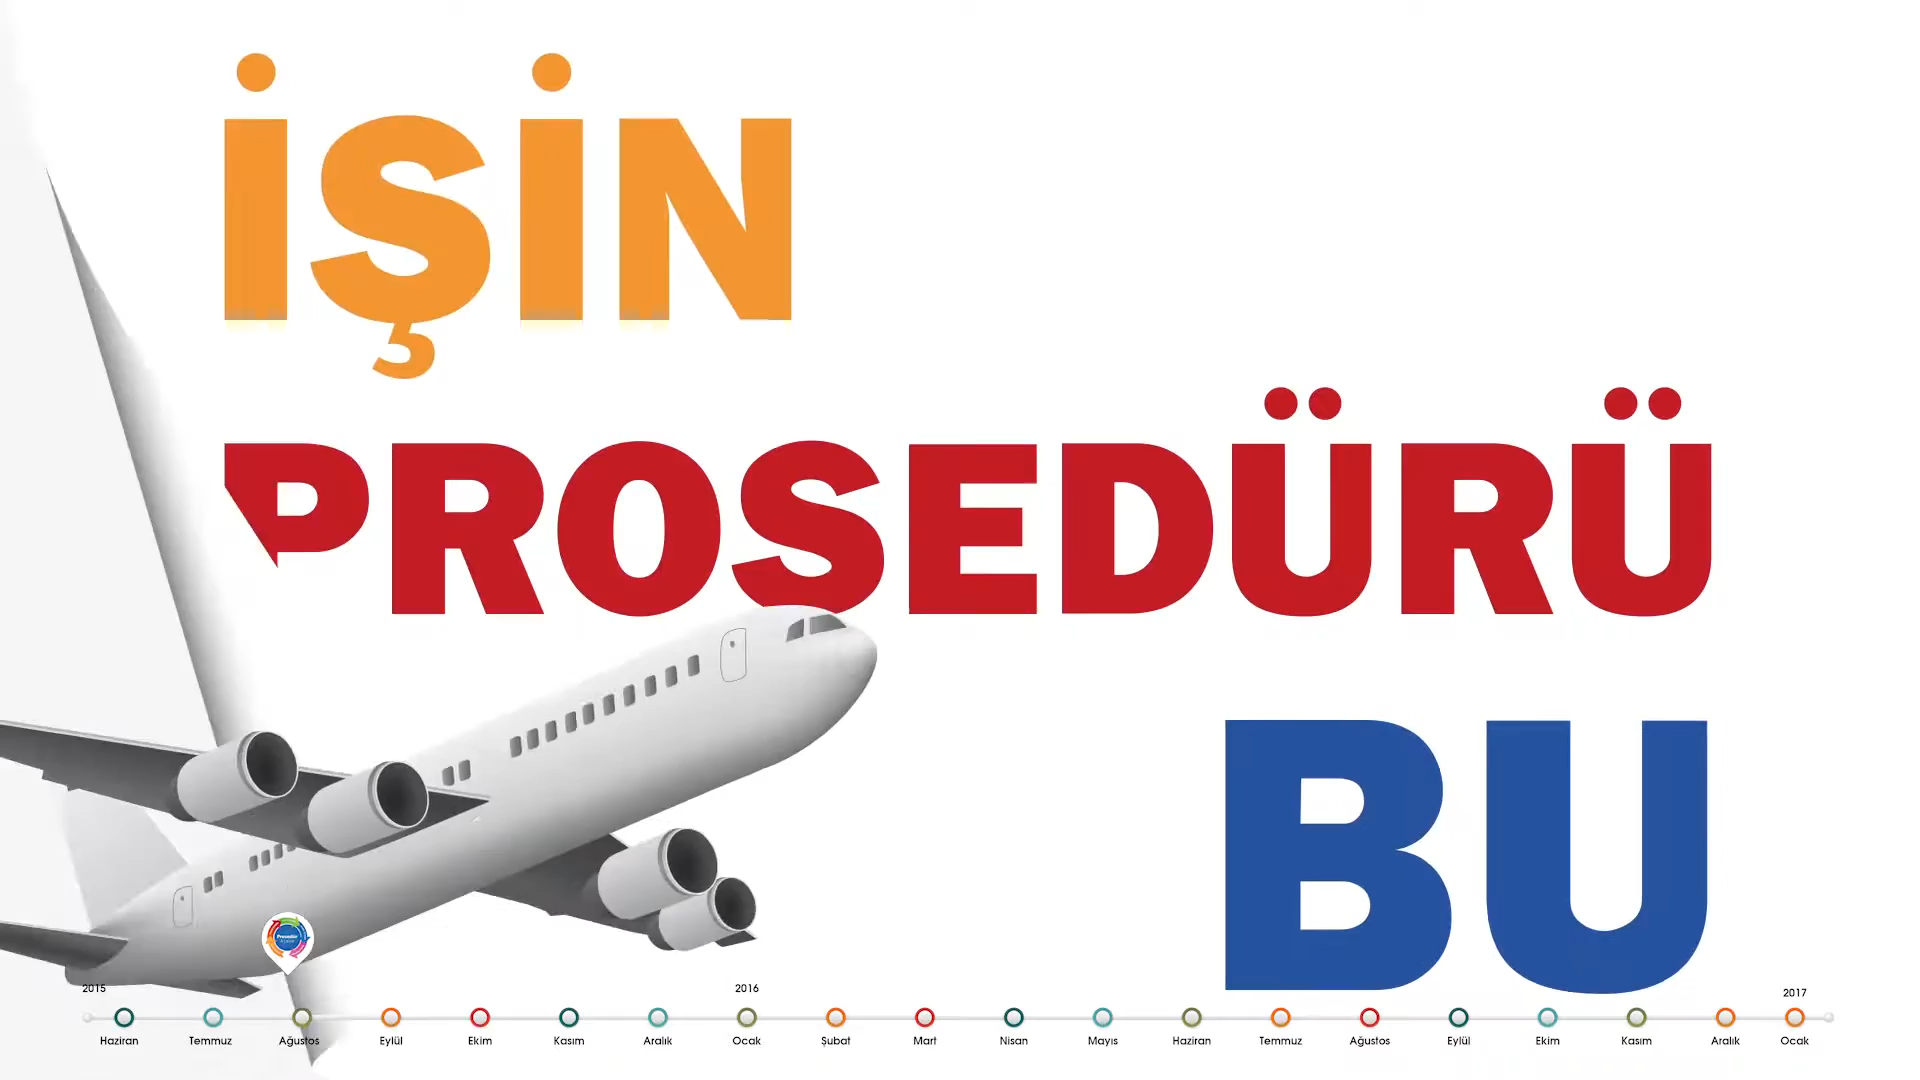 İŞİN
PROSEDÜRÜ
BU
Prosedür
2015
2016
2017
Haziran
Temmuz
Ağustos
Eylül
Ekim
Kasım
Aralık
Ocak
Şubat
Mart
Nisan
Mayıs
Haziran
Temmuz
Ağustos
Eylül
Ekim
Kasım
Aralık
Ocak